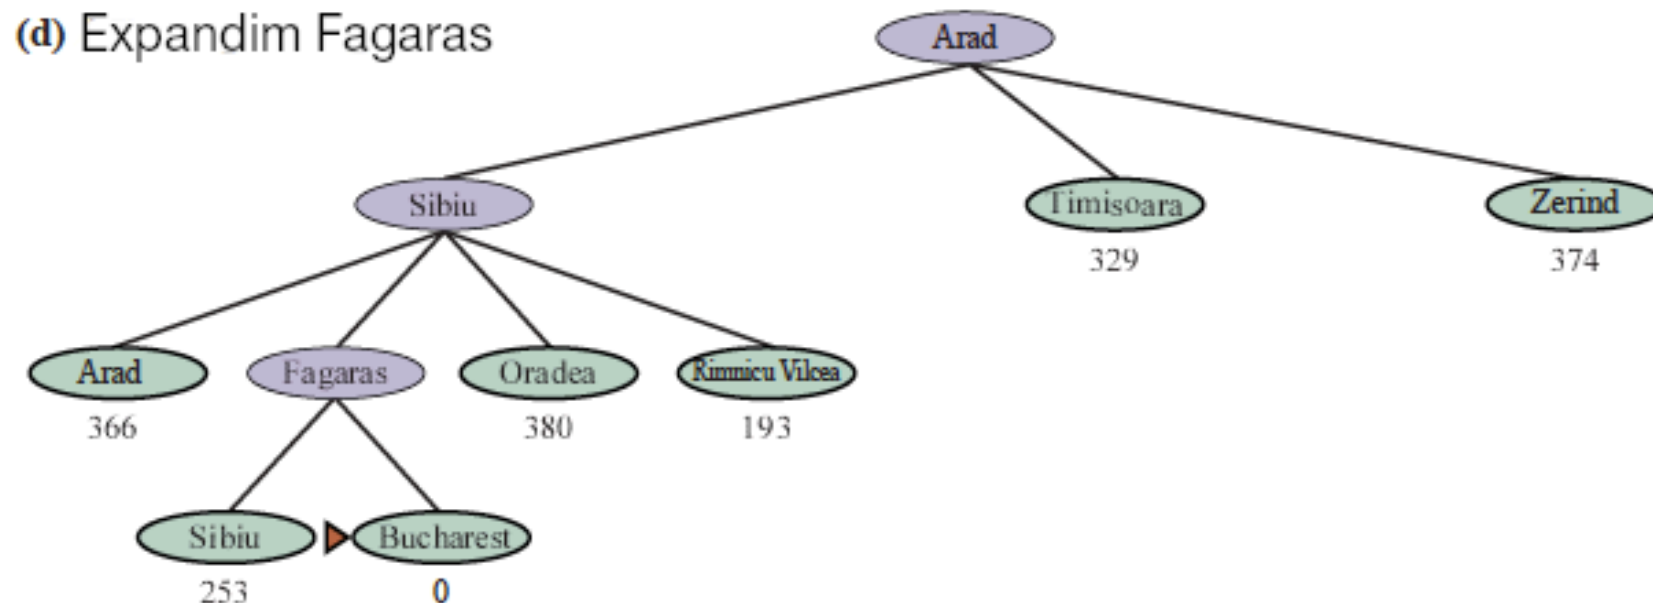 (d) Expandim Fagaras
Arad
Sibiu
Timisoara
Zerind
329
374
Arad
Fagaras
Oradea
Rimnicu Vilcea
366
380
193
Sibiu
Bucharest
253
0